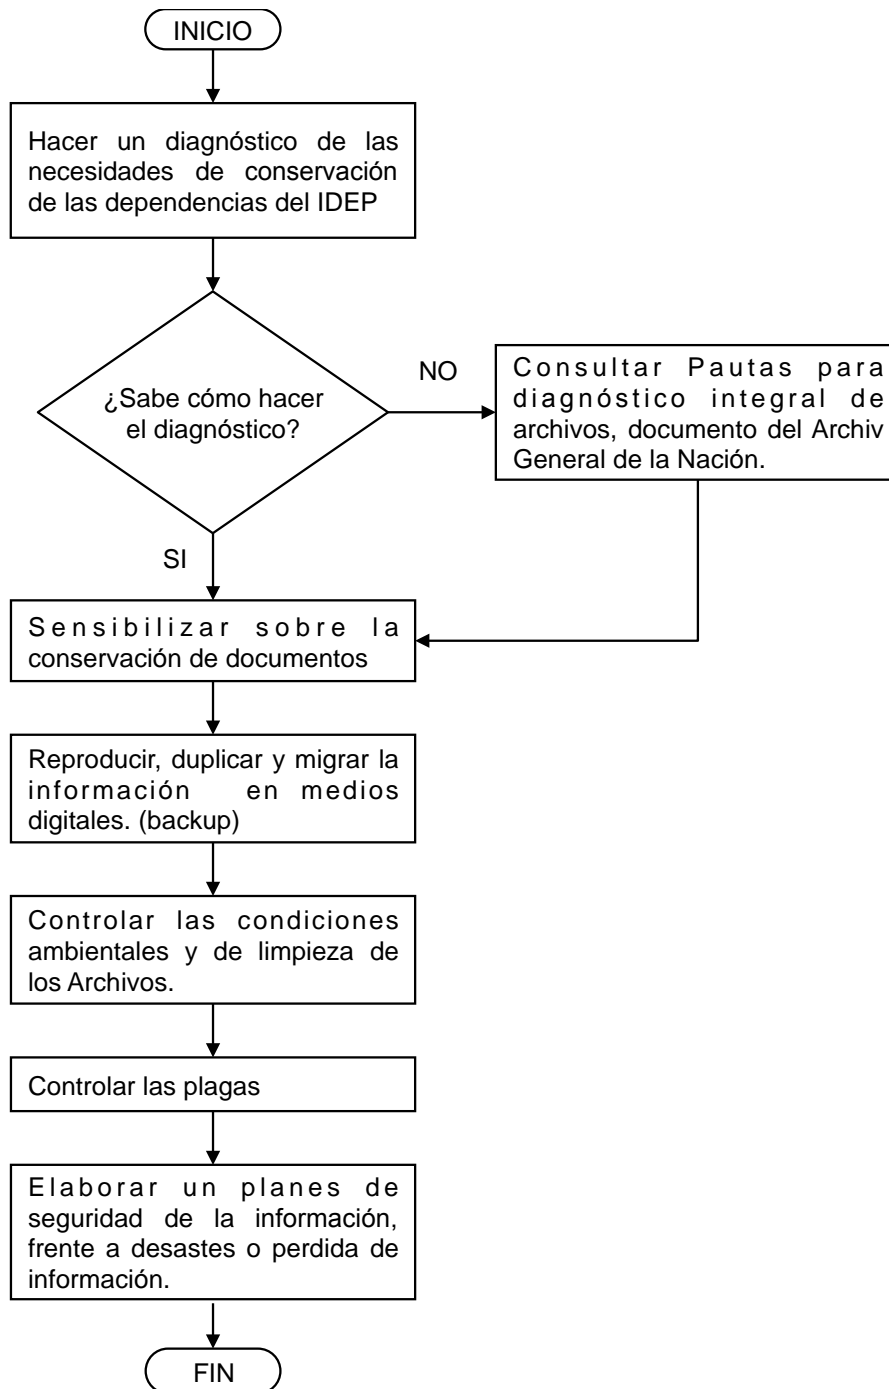 INICIO
Hacer un diagnóstico de las
necesidades de conservación
de las dependencias del IDEP
¿Sabe cómo hacer
el diagnóstico?
NO
Consultar Pautas para
diagnóstico integral de
archivos, documento del Archiv
General de la Nación.
SI
Sensibilizar sobre la
conservación de documentos
Reproducir, duplicar y migrar la
información en medios
digitales. (backup)
Controlar las condiciones
ambientales y de limpieza de
los Archivos.
Controlar las plagas
Elaborar un planes de
seguridad de la información,
frente a desastes o perdida de
información.
FIN